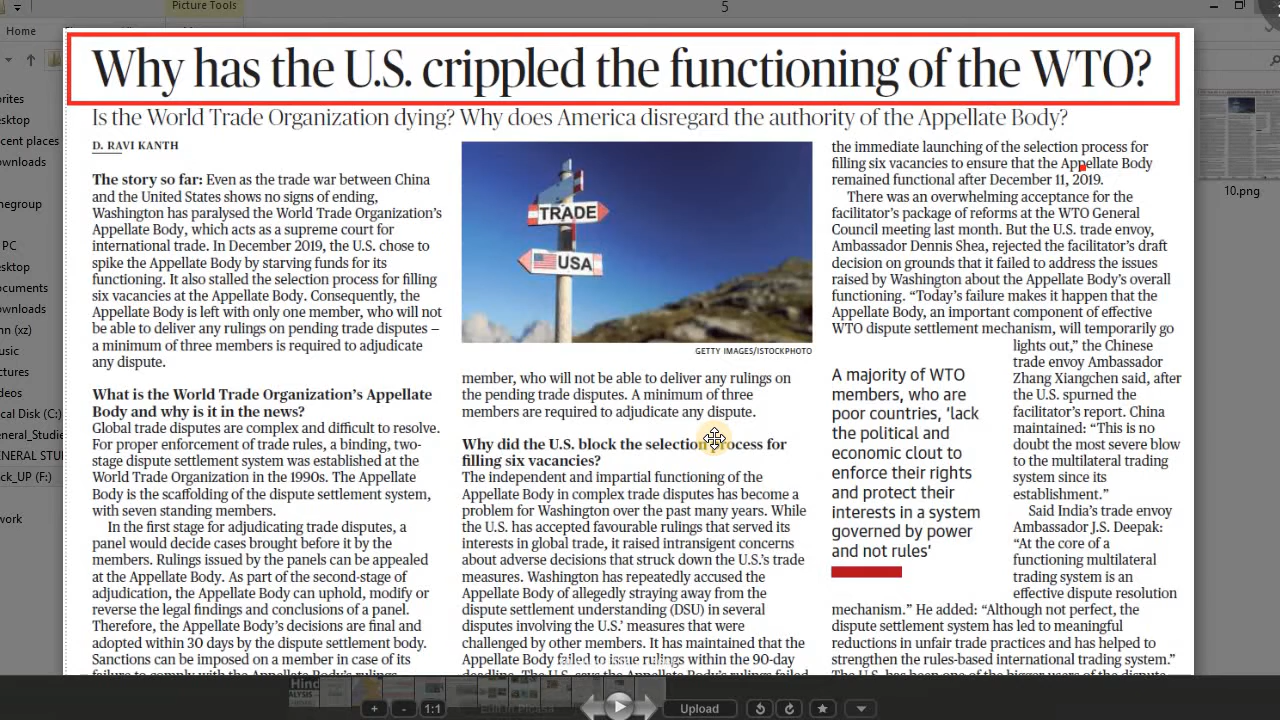 Picture Tools
5
Home
Why has the U.S. crippled the functioning of the WTO?
Is the World Trade Organization dying? Why does America disregard the authority of the Appellate Body?
D. RAVI KANTH
The story so far: Even as the trade war between China
and the United States shows no signs of ending,
Washington has paralysed the World Trade Organization's
Appellate Body, which acts as a supreme court for
international trade. In December 2019, the U.S. chose to
spike the Appellate Body by starving funds for its
functioning. It also stalled the selection process for filling
six vacancies at the Appellate Body. Consequently, the
Appellate Body is left with only one member, who will not
be able to deliver any rulings on pending trade disputes –
a minimum of three members is required to adjudicate
any dispute.
What is the World Trade Organization's Appellate
Body and why is it in the news?
Global trade disputes are complex and difficult to resolve.
For proper enforcement of trade rules, a binding, two-
stage dispute settlement system was established at the
World Trade Organization in the 1990s. The Appellate
Body is the scaffolding of the dispute settlement system,
with seven standing members.
In the first stage for adjudicating trade disputes, a
panel would decide cases brought before it by the
members. Rulings issued by the panels can be appealed
at the Appellate Body. As part of the second-stage of
adjudication, the Appellate Body can uphold, modify or
reverse the legal findings and conclusions of a panel.
Therefore, the Appellate Body's decisions are final and
adopted within 30 days by the dispute settlement body.
Sanctions can be imposed on a member in case of its
TRADE
USA
GETTY IMAGES/ISTOCKPHOTO
member, who will not be able to deliver any rulings on
the pending trade disputes. A minimum of three
members are required to adjudicate any dispute.
Why did the U.S. block the selection process for
filling six vacancies?
The independent and impartial functioning of the
Appellate Body in complex trade disputes has become a
problem for Washington over the past many years. While
the U.S. has accepted favourable rulings that served its
interests in global trade, it raised intransigent concerns
about adverse decisions that struck down the U.S.'s trade
measures. Washington has repeatedly accused the
Appellate Body of allegedly straying away from the
dispute settlement understanding (DSU) in several
disputes involving the U.S.' measures that were
challenged by other members. It has maintained that the
Appellate Body failed to issue rulings within the 90-day
the immediate launching of the selection process for
filling six vacancies to ensure that the Appellate Body
remained functional after December 11, 2019.
There was an overwhelming acceptance for the
facilitator's package of reforms at the WTO General
Council meeting last month. But the U.S. trade envoy,
Ambassador Dennis Shea, rejected the facilitator's draft
decision on grounds that it failed to address the issues
raised by Washington about the Appellate Body's overall
functioning. “Today's failure makes it happen that the
Appellate Body, an important component of effective
WTO dispute settlement mechanism, will temporarily go
lights out,” the Chinese
trade envoy Ambassador
Zhang Xiangchen said, after
the U.S. spurned the
facilitator's report. China
maintained: “This is no
doubt the most severe blow
to the multilateral trading
system since its
establishment.”
Said India's trade envoy
Ambassador J.S. Deepak:
“At the core of a
functioning multilateral
trading system is an
effective dispute resolution
mechanism.” He added: “Although not perfect, the
dispute settlement system has led to meaningful
reductions in unfair trade practices and has helped to
strengthen the rules-based international trading system.”
A majority of WTO
members, who are
poor countries, 'lack
the political and
economic clout to
enforce their rights
and protect their
interests in a system
governed by power
and not rules'
10.png
PC
1:1
Edit in Picasa
Upload